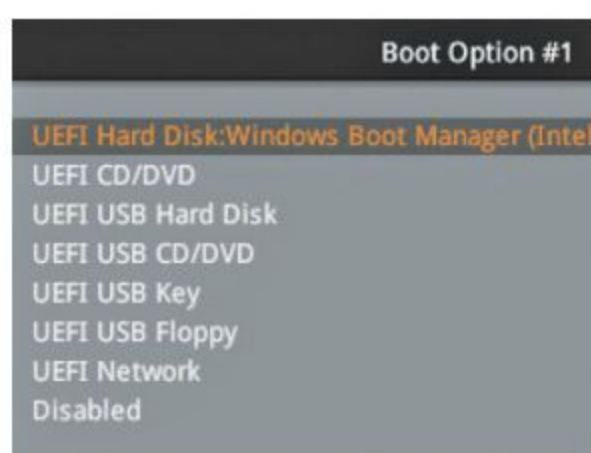 Boot Option #1
UEFI Hard Disk:Windows Boot Manager (Intel
UEFI CD/DVD
UEFI USB Hard Disk
UEFI USB CD/DVD
UEFI USB Key
UEFI USB Floppy
UEFI Network
Disabled